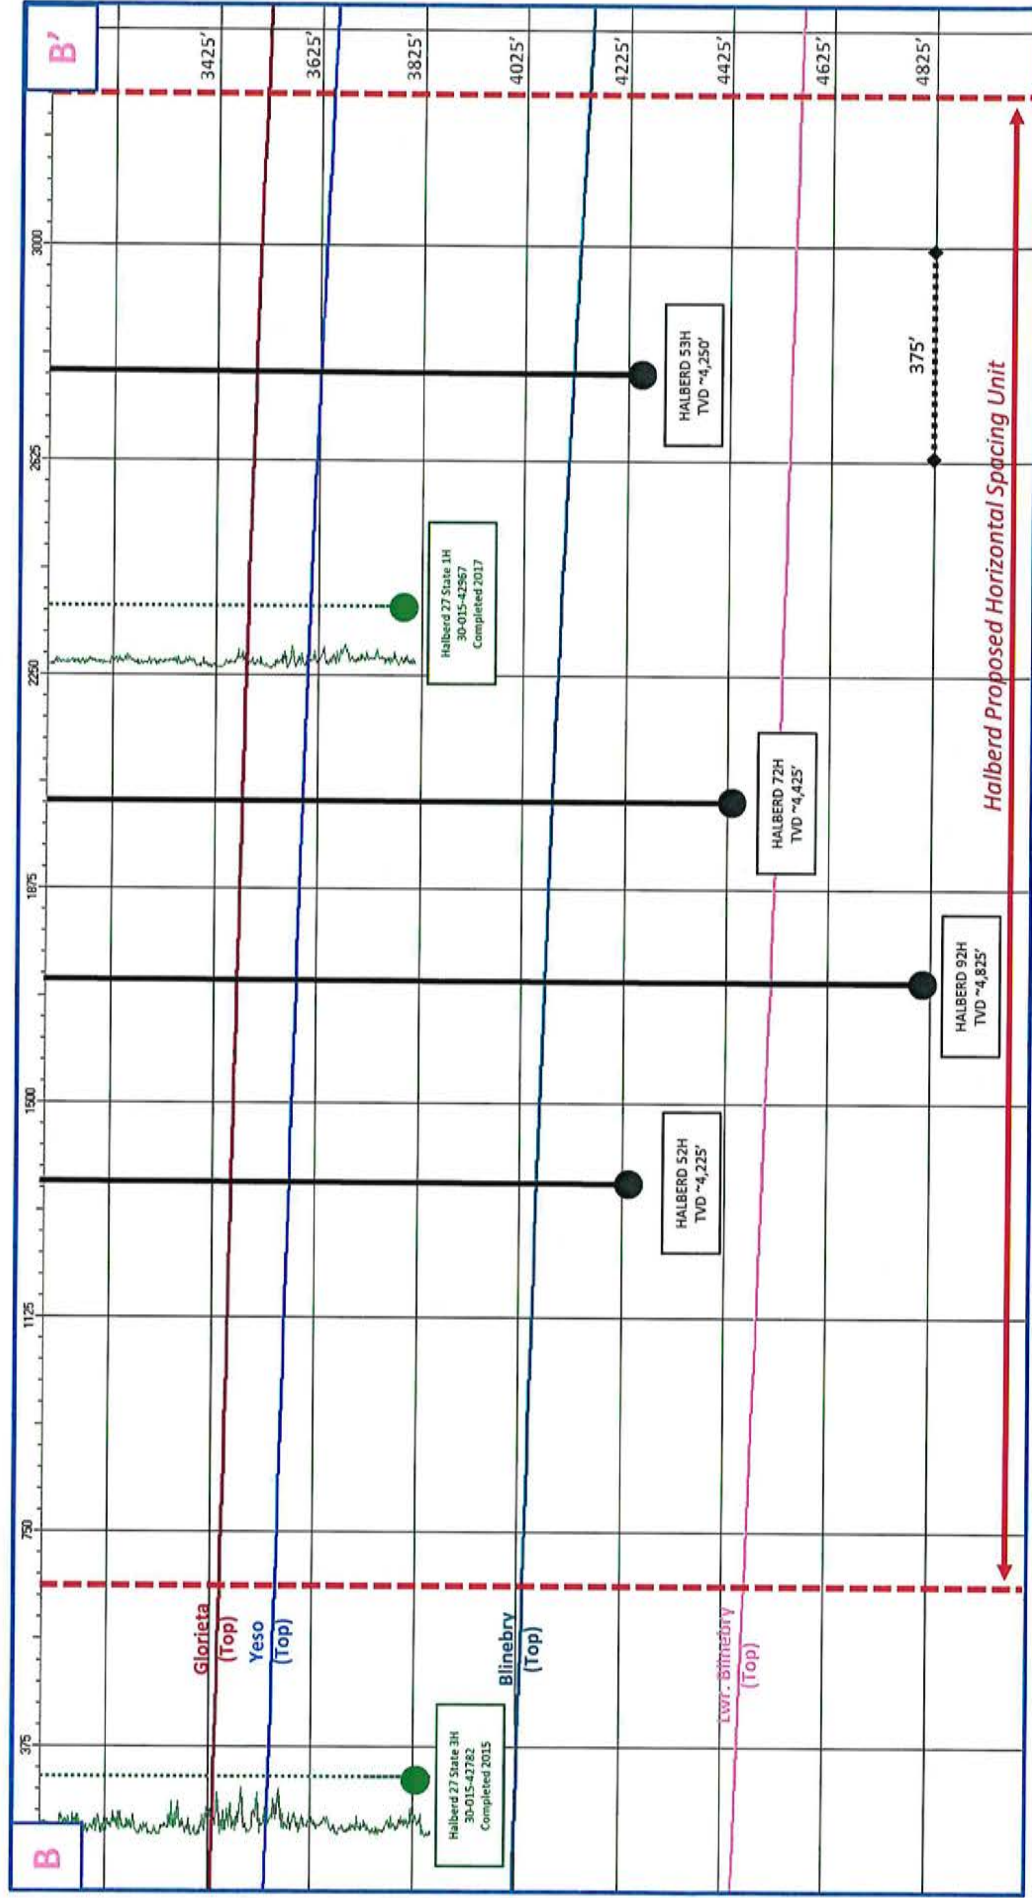 B
B'
375
750
1125
1500
1875
2250
2625
3000
3425'
3625'
3825'
4025'
4225'
4425'
4625'
4825'
Glorieta
(Top)
Yeso
(Top)
Blinebry
(Top)
Lwr. Blinebry
(Top)
Halberd 27 State 3H
30-015-42782
Completed 2015
HALBERD 52H
TVD ~4,225'
HALBERD 92H
TVD ~4,825'
HALBERD 72H
TVD ~4,425'
Halberd 27 State 1H
30-015-42967
Completed 2017
HALBERD 53H
TVD ~4,250'
375'
Halberd Proposed Horizontal Spacing Unit